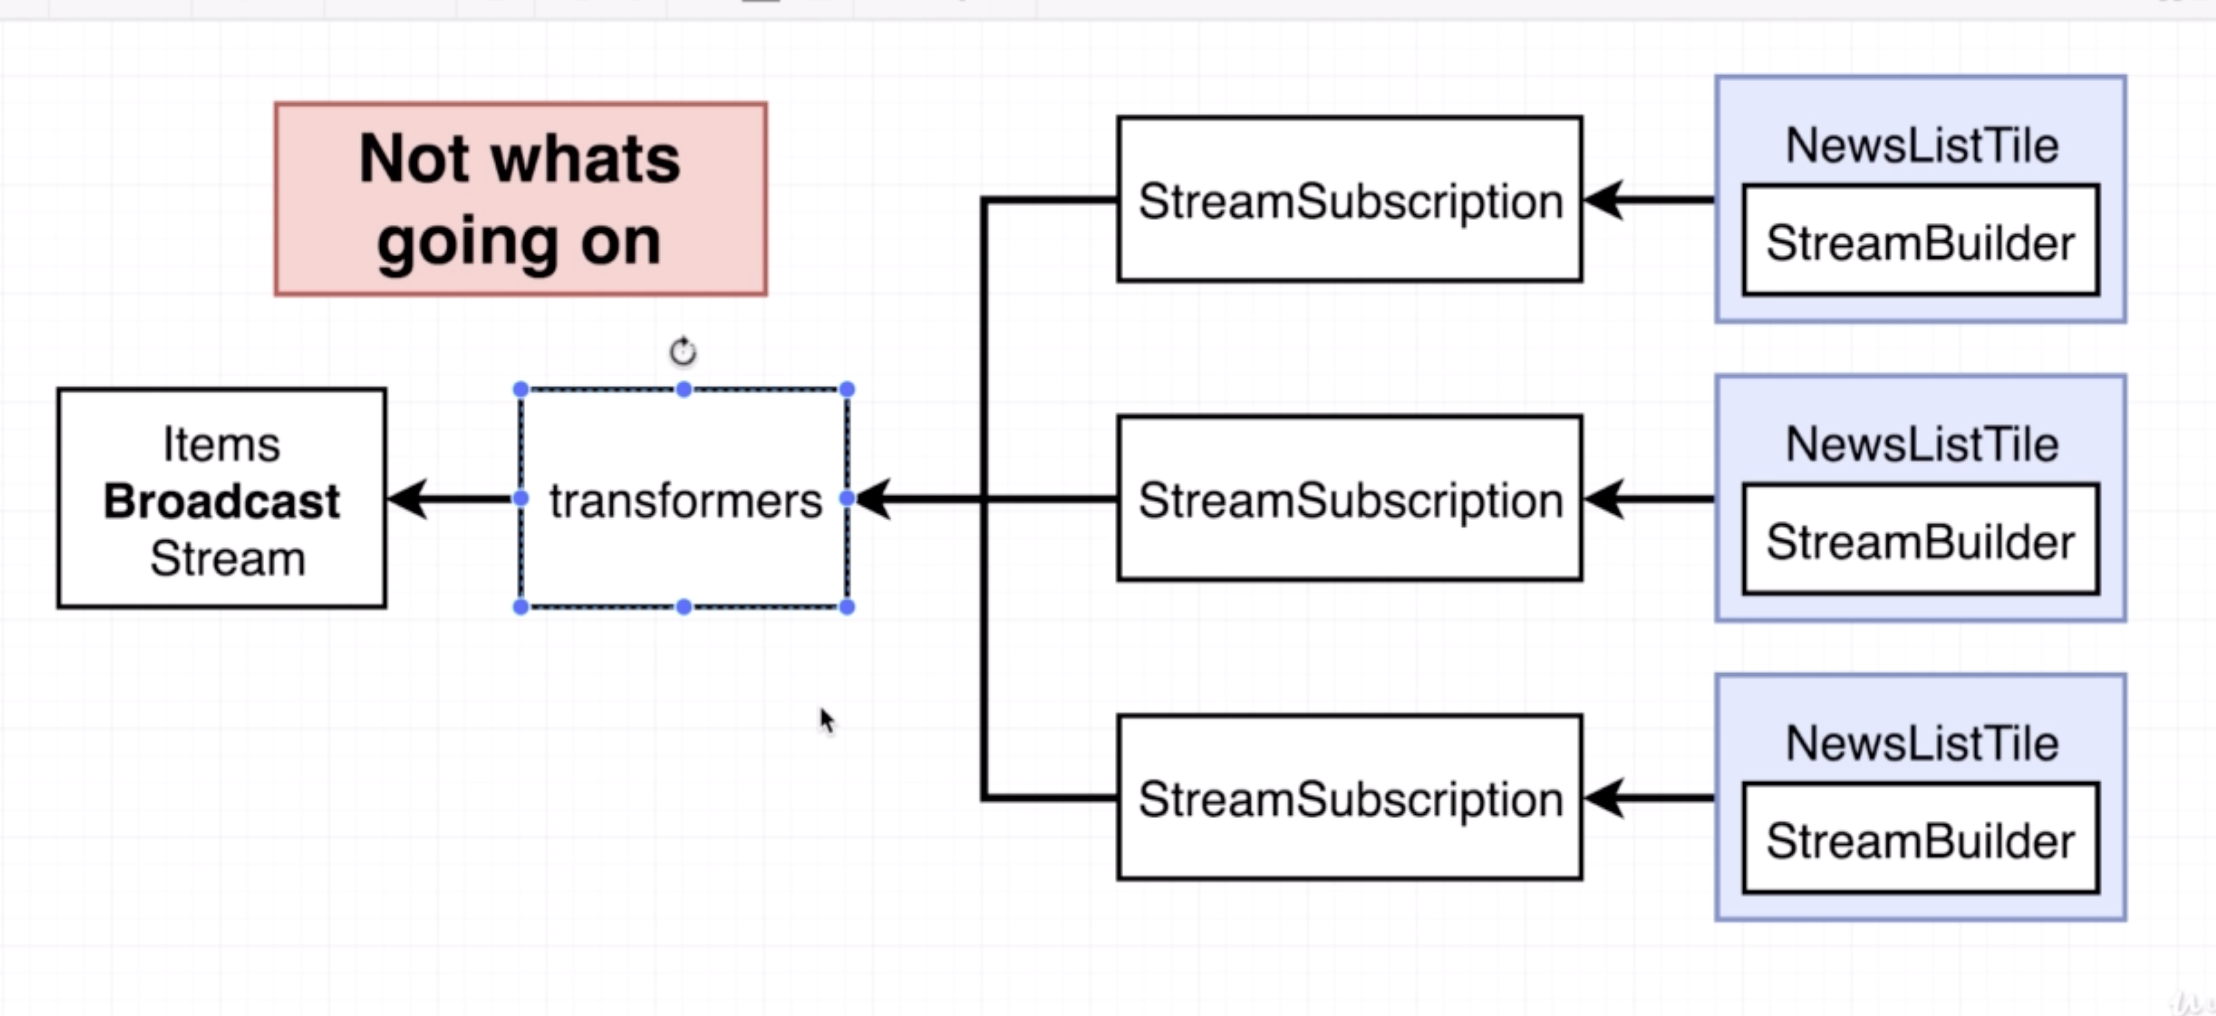 Not whats
going on
Items
Broadcast
Stream
transformers
StreamSubscription
NewsListTile
StreamBuilder
StreamSubscription
NewsListTile
StreamBuilder
StreamSubscription
NewsListTile
StreamBuilder